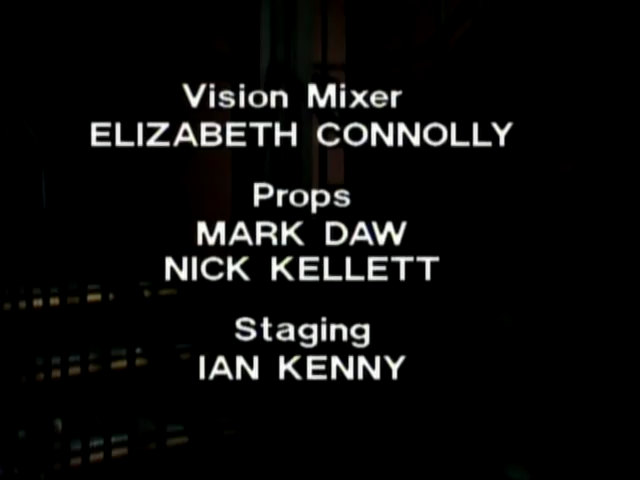 Vision Mixer
ELIZABETH CONNOLLY
Props
MARK DAW
NICK KELLETT
Staging
IAN KENNY